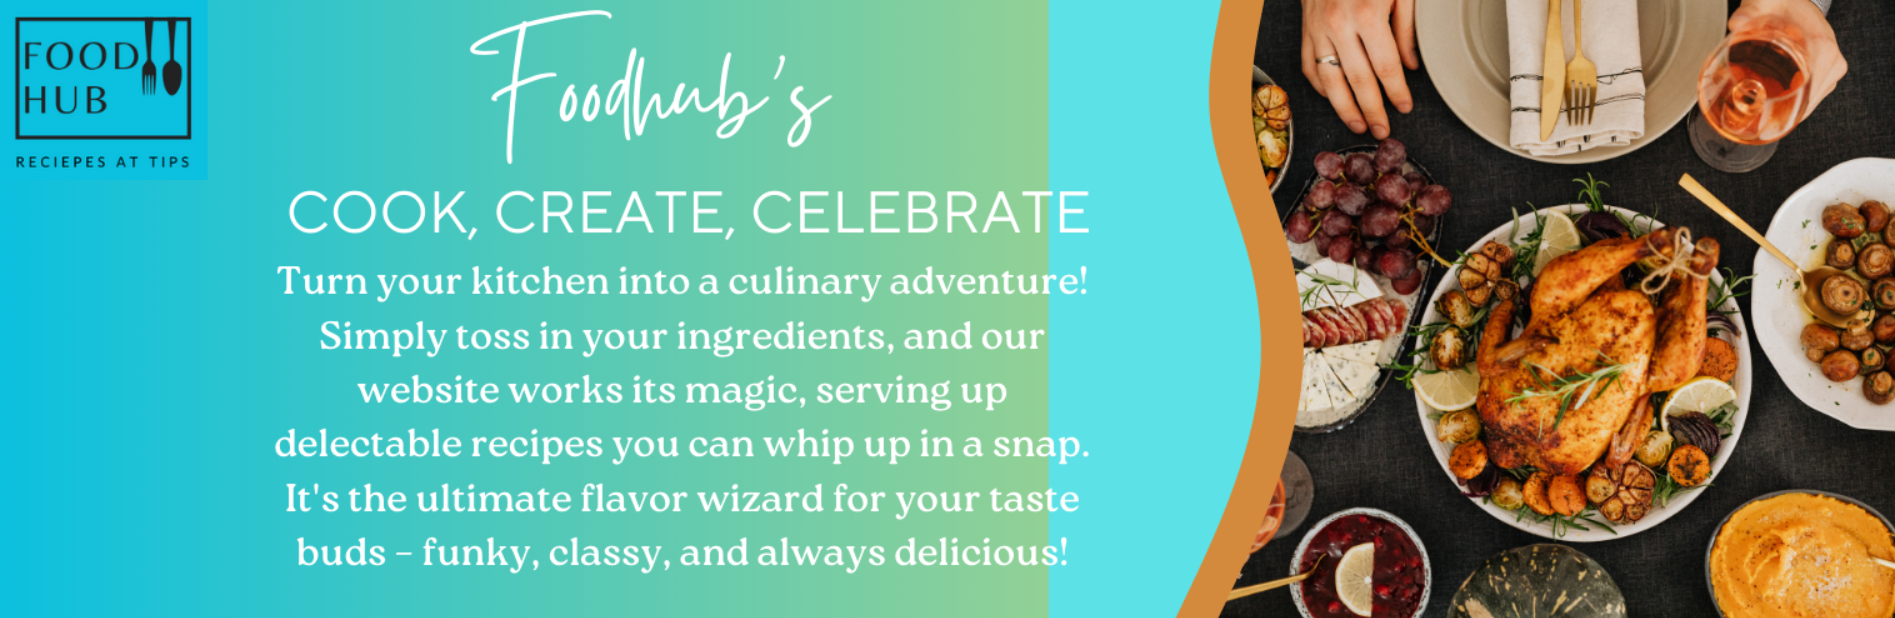 FOOD
HUB
RECIEPES AT TIPS
Foodhub's
COOK, CREATE, CELEBRATE
Turn your kitchen into a culinary adventure!
Simply toss in your ingredients, and our
website works its magic, serving up
delectable recipes you can whip up in a snap.
It's the ultimate flavor wizard for your taste
buds – funky, classy, and always delicious!